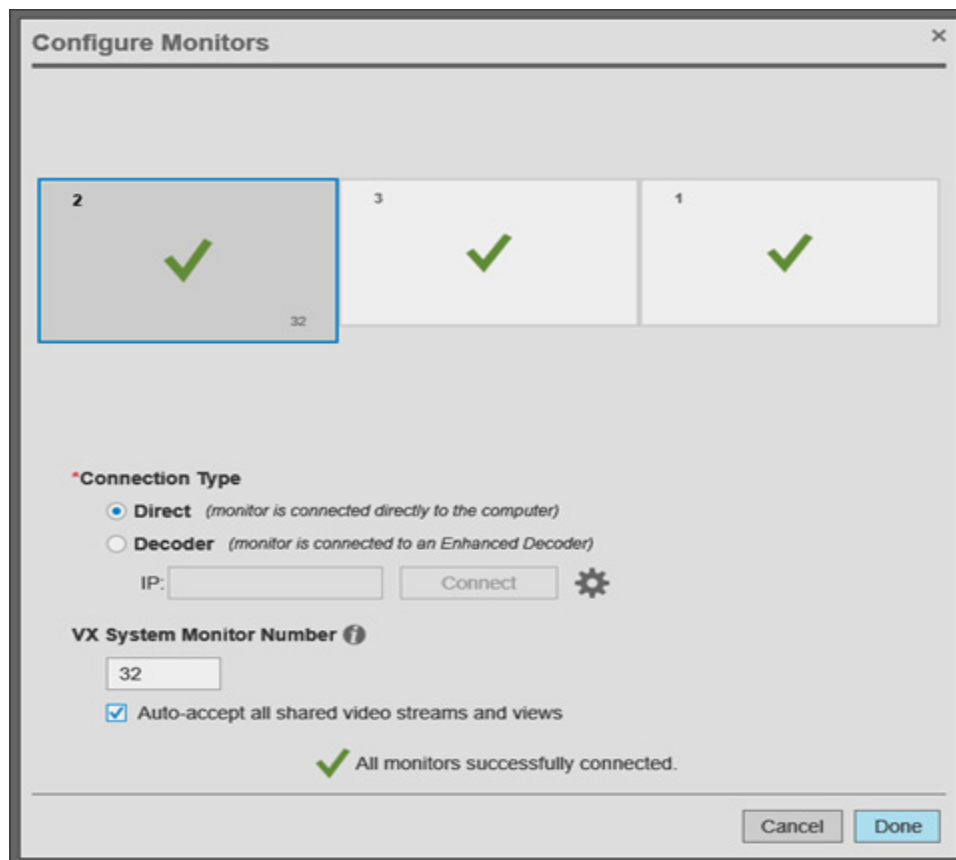 Configure Monitors
2
3
1
32
*Connection Type
Direct (monitor is connected directly to the computer)
Decoder (monitor is connected to an Enhanced Decoder)
IP: Connect
VX System Monitor Number
32
Auto-accept all shared video streams and views
All monitors successfully connected.
Cancel Done